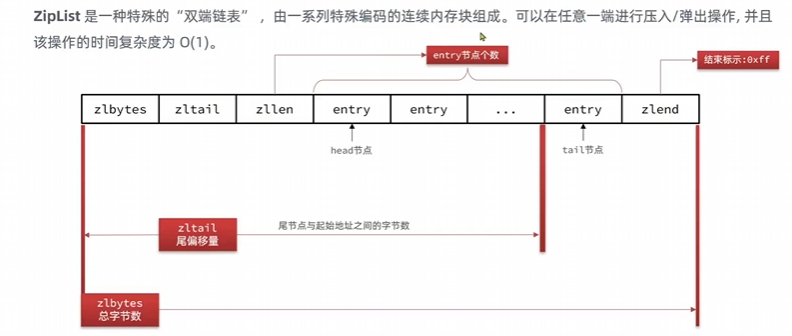 ZipList 是一种特殊的“双端链表” ，由一系列特殊编码的连续内存块组成。可以在任意一端进行压入/弹出操作, 并且
该操作的时间复杂度为 O(1)。
entry节点个数
结束标示:0xff
zlbytes zltail zllen entry entry ... entry zlend
head节点 tail节点
zltail
尾偏移量
尾节点与起始地址之间的字节数
zlbytes
总字节数